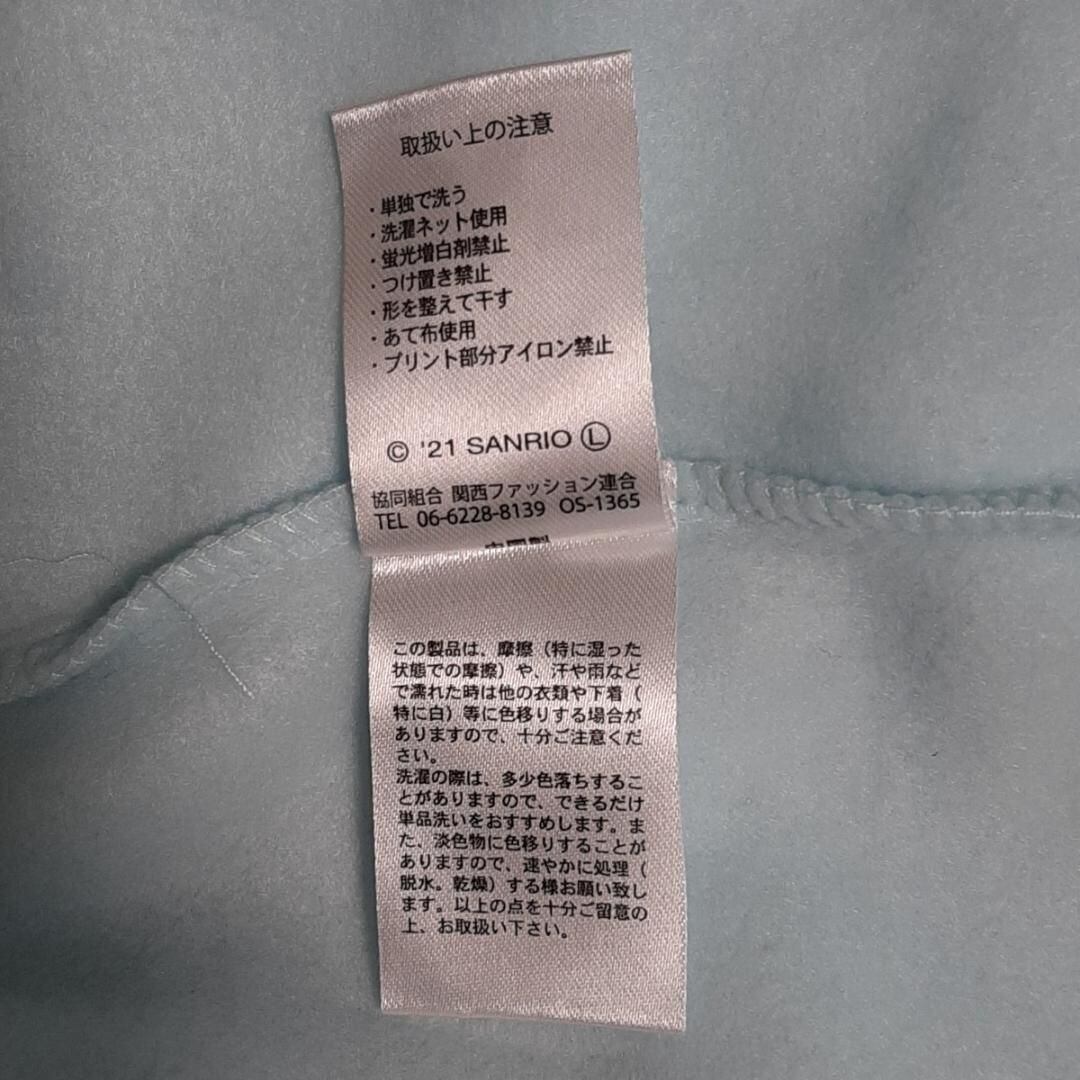 取扱い上の注意
・単独で洗う
・洗濯ネット使用
・蛍光増白剤禁止
・つけ置き禁止
・形を整えて干す
・あて布使用
・プリント部分アイロン禁止
© '21 SANRIO Ⓛ
協同組合 関西ファッション連合
TEL 06-6228-8139 OS-1365
中国製
この製品は、摩擦（特に湿った
状態での摩擦）や、汗や雨など
で濡れた時は他の衣類や下着（
特に白）等に色移りする場合が
ありますので、十分ご注意くだ
さい。
洗濯の際は、多少色落ちするこ
とがありますので、できるだけ
単品洗いをおすすめします。ま
た、淡色物に色移りすることが
ありますので、速やかに処理（
脱水。乾燥）する様お願い致し
ます。以上の点を十分ご留意の
上、お取扱い下さい。